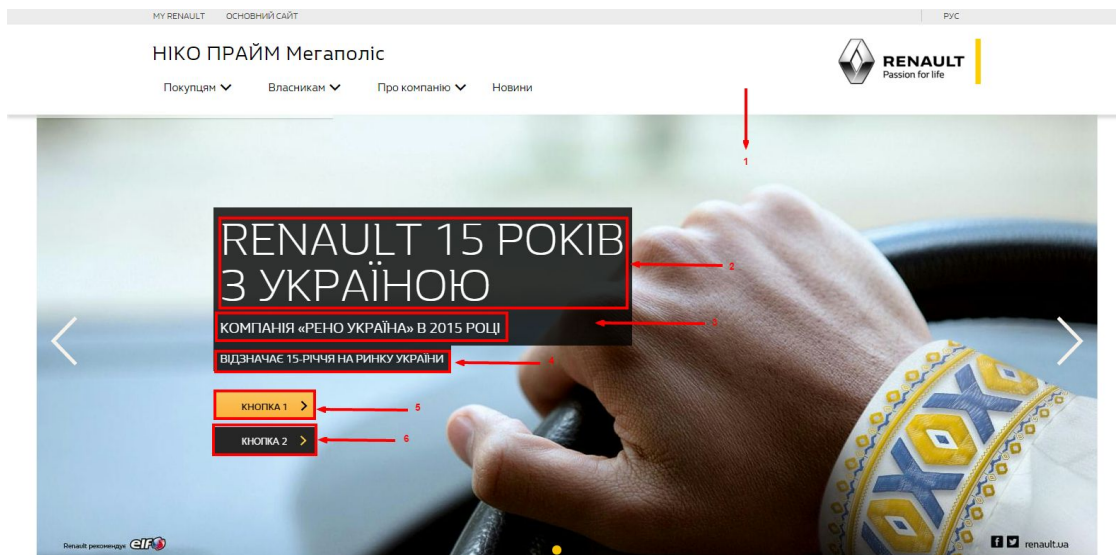 MY RENAULT ОСНОВНИЙ САЙТ РУС
НІКО ПРАЙМ Мегаполіс
RENAULT
Passion for life
Покупцям Власникам Про компанію Новини
1
RENAULT 15 РОКІВ
З УКРАЇНОЮ
2
КОМПАНІЯ «РЕНО УКРАЇНА» В 2015 РОЦІ
3
ВІДЗНАЧАЄ 15-РІЧЧЯ НА РИНКУ УКРАЇНИ
4
КНОПКА 1
5
КНОПКА 2
6
Renault рекомендує elf
renault.ua